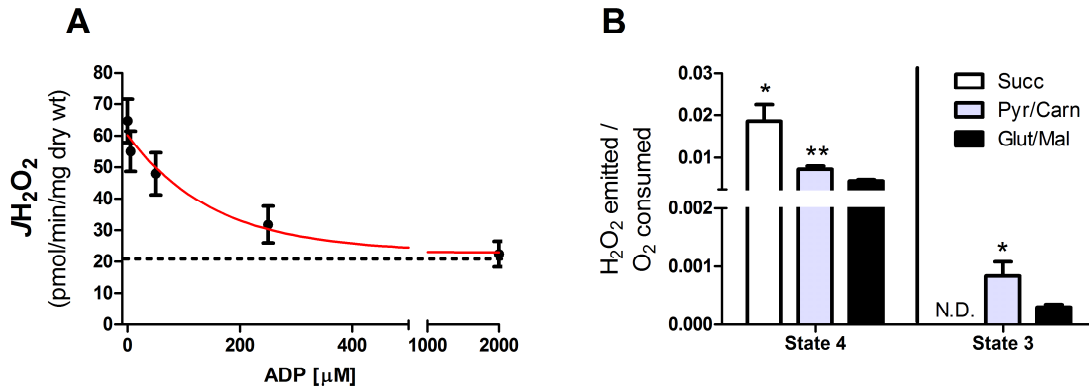 A
JH₂O₂
(pmol/min/mg dry wt)
80
70
60
50
40
30
20
10
0
0 200 400 1000 2000
ADP [µM]
B
H₂O₂ emitted /
O₂ consumed
0.03
0.02
0.01
0.002
0.001
0.000
*
**
N.D.
*
Succ
Pyr/Carn
Glut/Mal
State 4 State 3